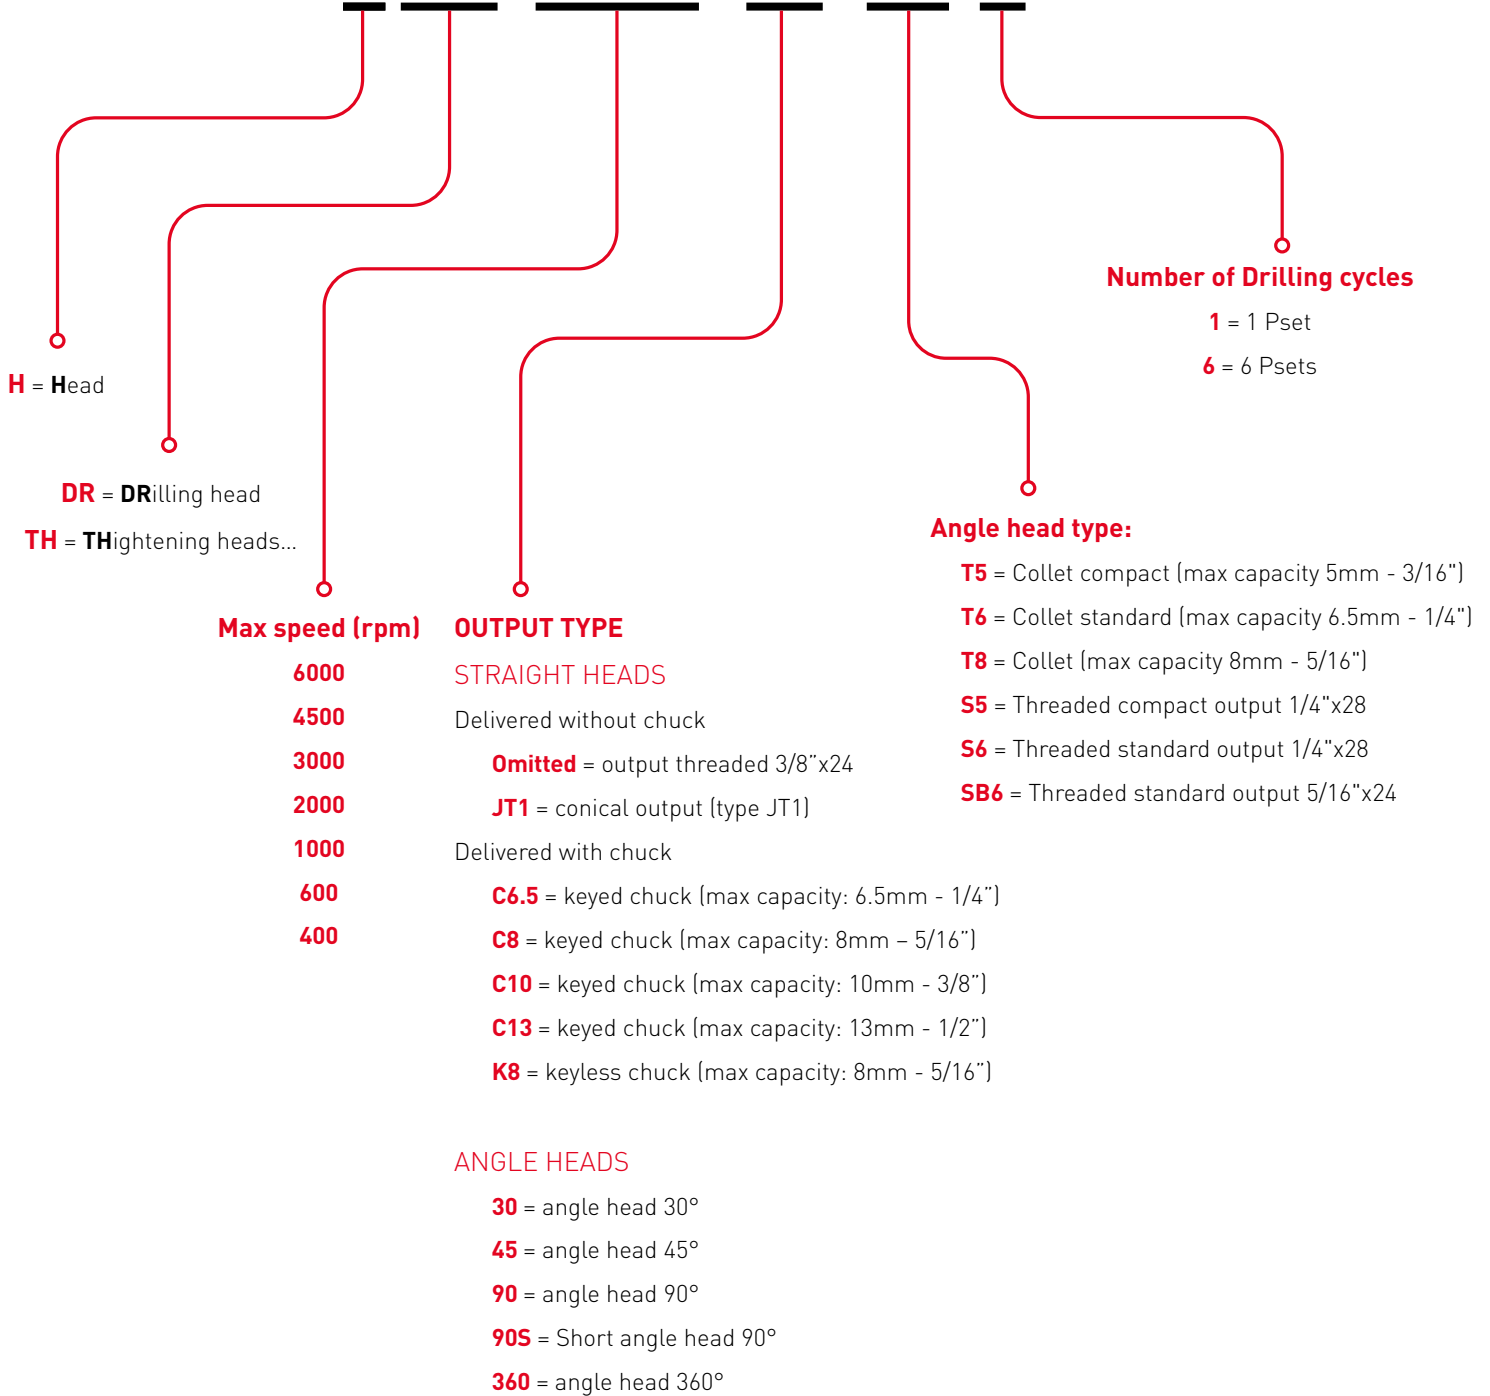 Number of Drilling cycles
1 = 1 Pset
6 = 6 Psets
H = Head
DR = DRilling head
TH = THightening heads...
Max speed (rpm)
6000
4500
3000
2000
1000
600
400
OUTPUT TYPE
STRAIGHT HEADS
Delivered without chuck
Omitted = output threaded 3/8”x24
JT1 = conical output (type JT1)
Delivered with chuck
C6.5 = keyed chuck (max capacity: 6.5mm - 1/4”)
C8 = keyed chuck (max capacity: 8mm – 5/16”)
C10 = keyed chuck (max capacity: 10mm - 3/8”)
C13 = keyed chuck (max capacity: 13mm - 1/2”)
K8 = keyless chuck (max capacity: 8mm - 5/16”)
ANGLE HEADS
30 = angle head 30°
45 = angle head 45°
90 = angle head 90°
90S = Short angle head 90°
360 = angle head 360°
Angle head type:
T5 = Collet compact (max capacity 5mm - 3/16")
T6 = Collet standard (max capacity 6.5mm - 1/4")
T8 = Collet (max capacity 8mm - 5/16")
S5 = Threaded compact output 1/4"x28
S6 = Threaded standard output 1/4"x28
SB6 = Threaded standard output 5/16"x24